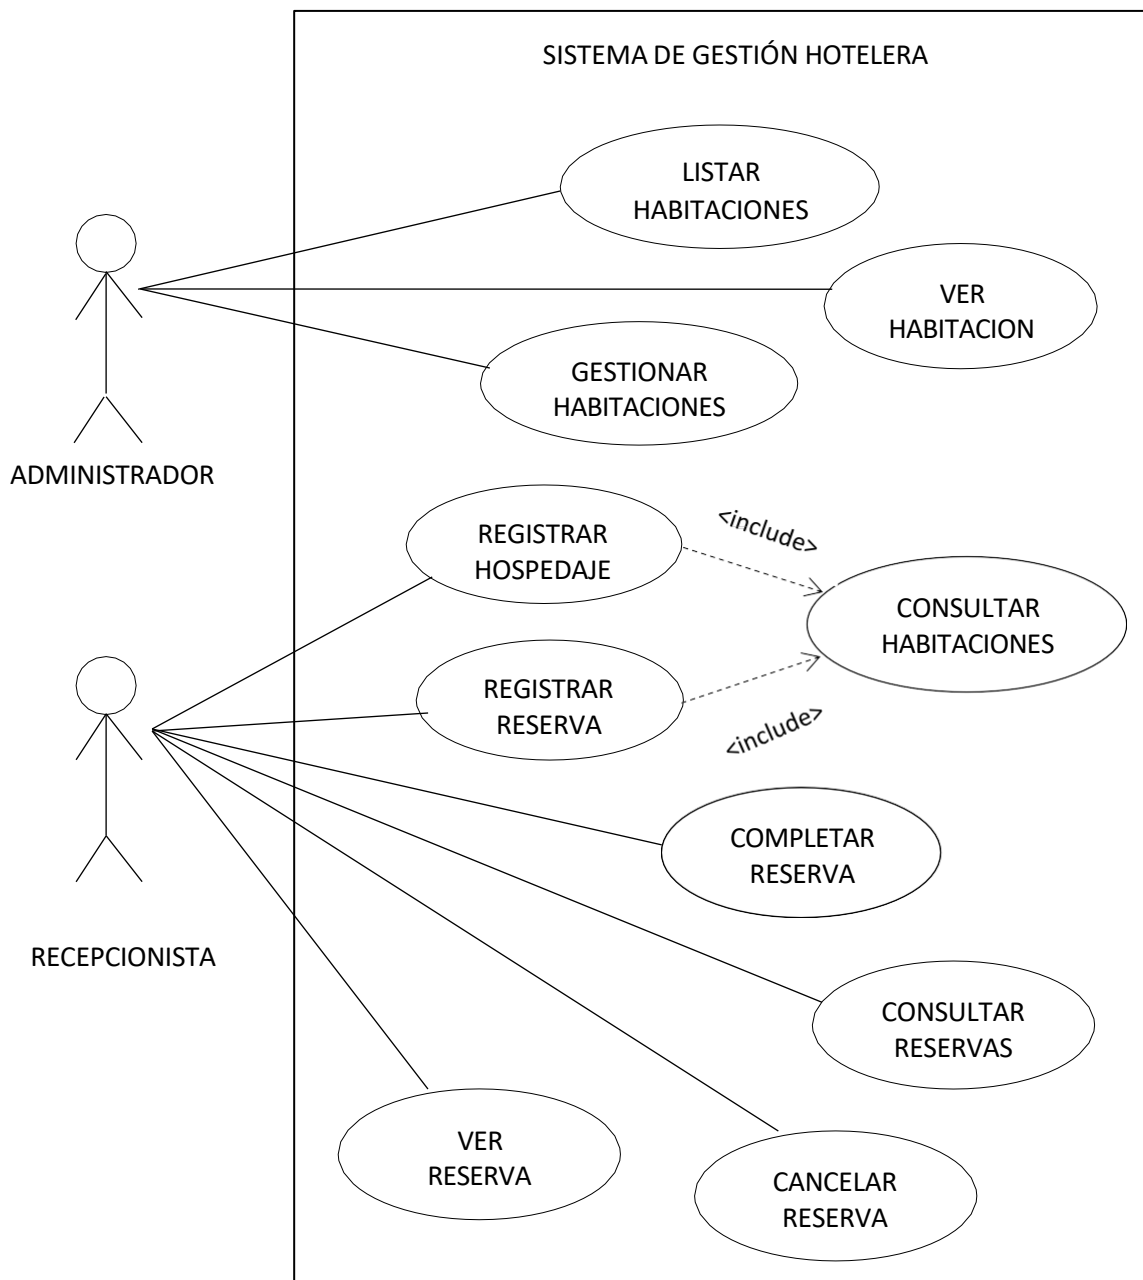 SISTEMA DE GESTIÓN HOTELERA
LISTAR
HABITACIONES
VER
HABITACION
GESTIONAR
HABITACIONES
ADMINISTRADOR
REGISTRAR
HOSPEDAJE
<include>
CONSULTAR
HABITACIONES
REGISTRAR
RESERVA
<include>
COMPLETAR
RESERVA
RECEPCIONISTA
CONSULTAR
RESERVAS
VER
RESERVA
CANCELAR
RESERVA